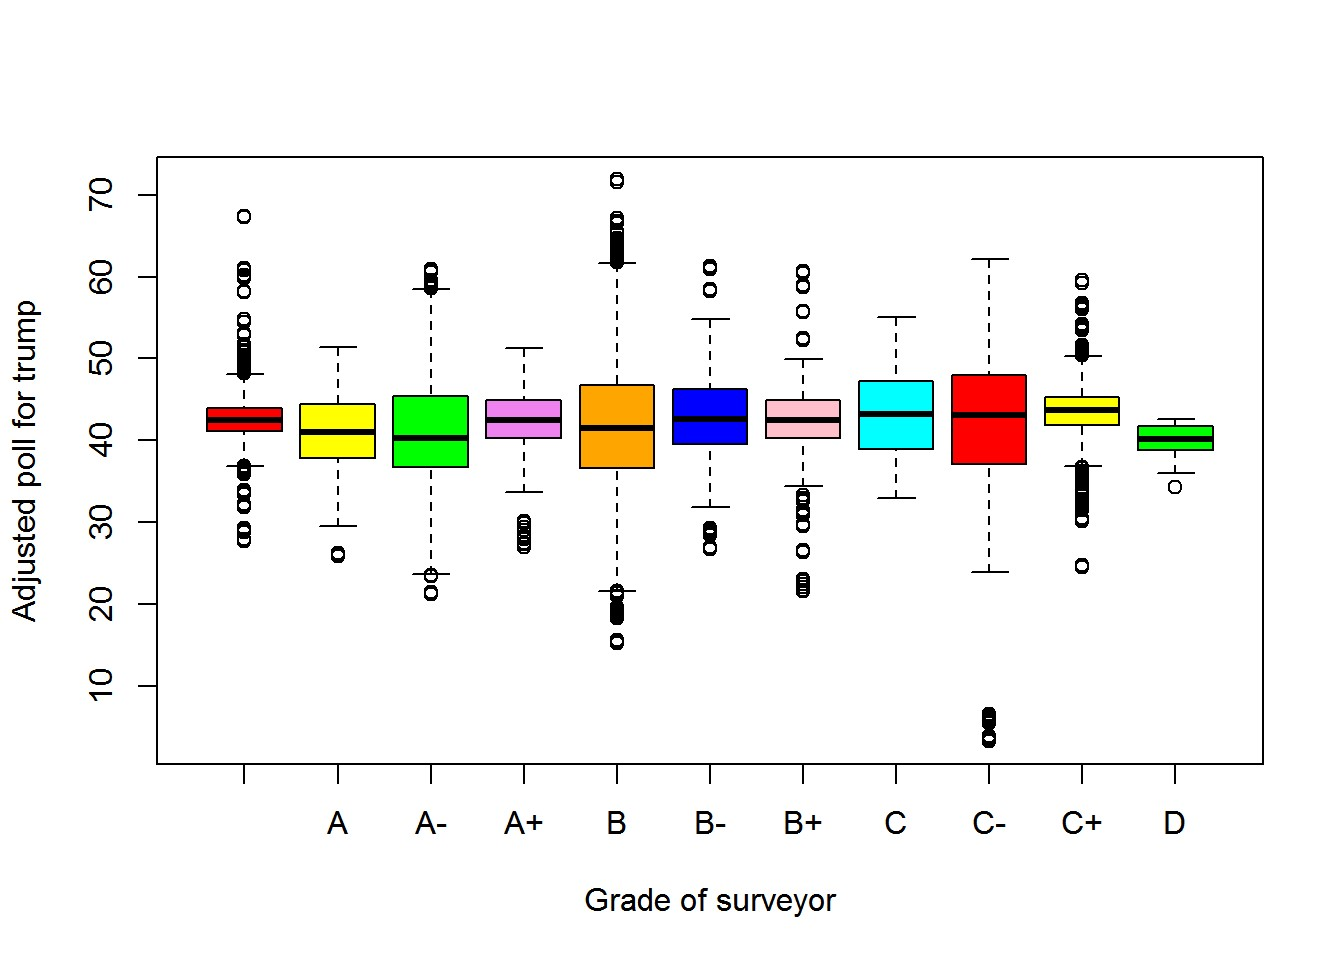 Adjusted poll for trump
70
60
50
40
30
20
10
A A- A+ B B- B+ C C- C+ D
Grade of surveyor